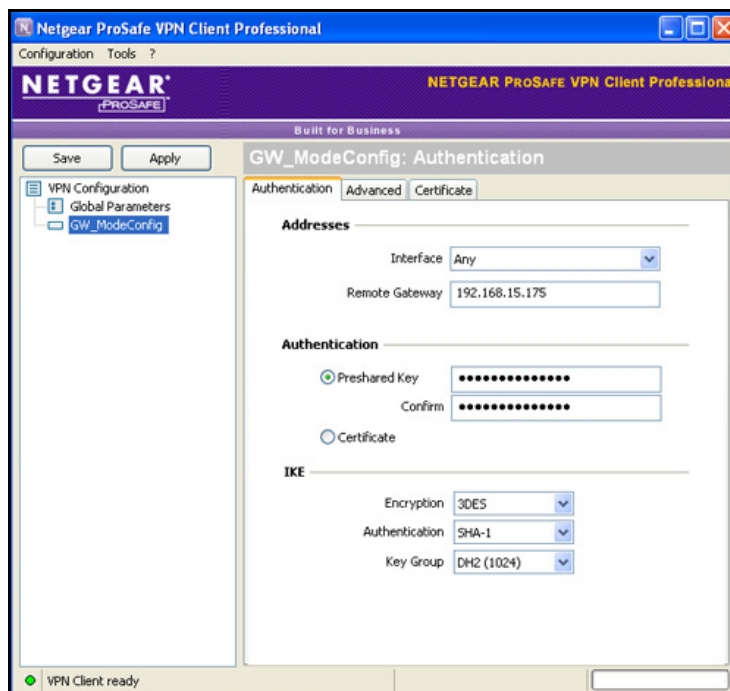 Netgear ProSafe VPN Client Professional
Configuration Tools ?
NETGEAR
PROSAFE
NETGEAR PROSAFE VPN Client Professiona
Built for Business
Save Apply
GW_ModeConfig: Authentication
VPN Configuration
Global Parameters
GW_ModeConfig
Authentication Advanced Certificate
Addresses
Interface Any
Remote Gateway 192.168.15.175
Authentication
Preshared Key ••••••••••••••
Confirm ••••••••••••••
Certificate
IKE
Encryption 3DES
Authentication SHA-1
Key Group DH2 (1024)
VPN Client ready